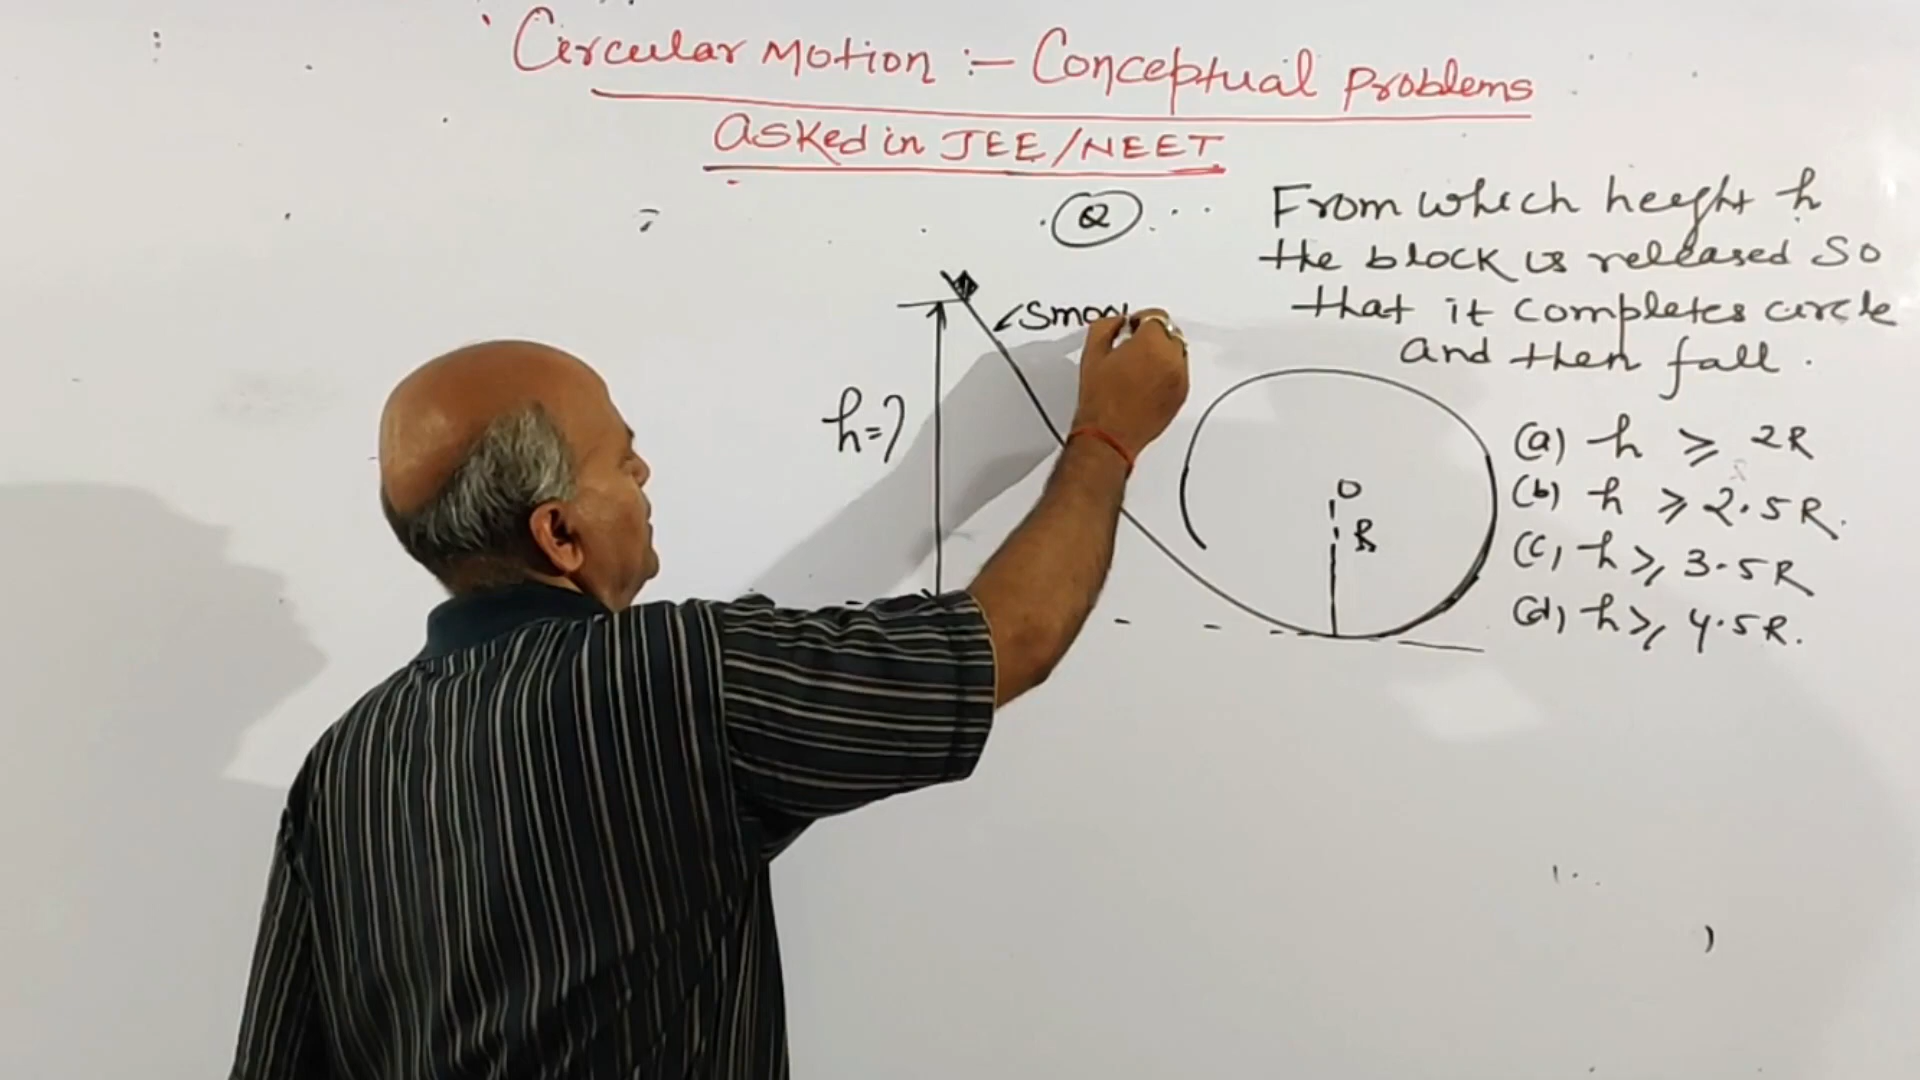 Circular Motion :- Conceptual Problems
asked in JEE/NEET
Q
From which height h
the block is released so
that it completes circle
and then fall.
Smoo
h=?
O
R
(a) h ≥ 2R
(b) h ≥ 2.5R.
(c) h ≥ 3.5R
(d) h ≥ 4.5R.